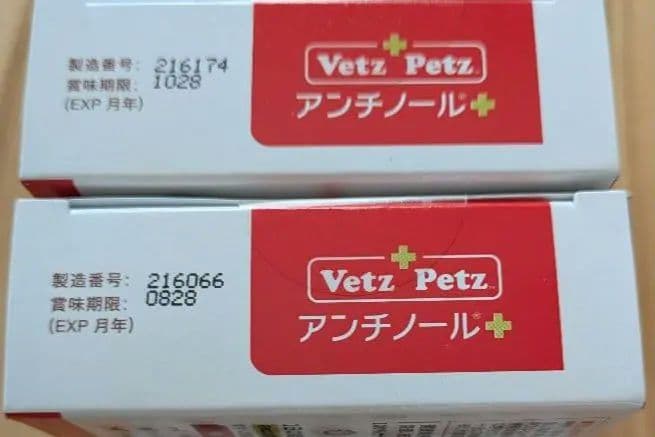 製造番号: 216174
賞味期限: 1028
(EXP 月年)
Vetz Petz
アンチノール®
製造番号: 216066
賞味期限: 0828
(EXP 月年)
Vetz Petz™
アンチノール®